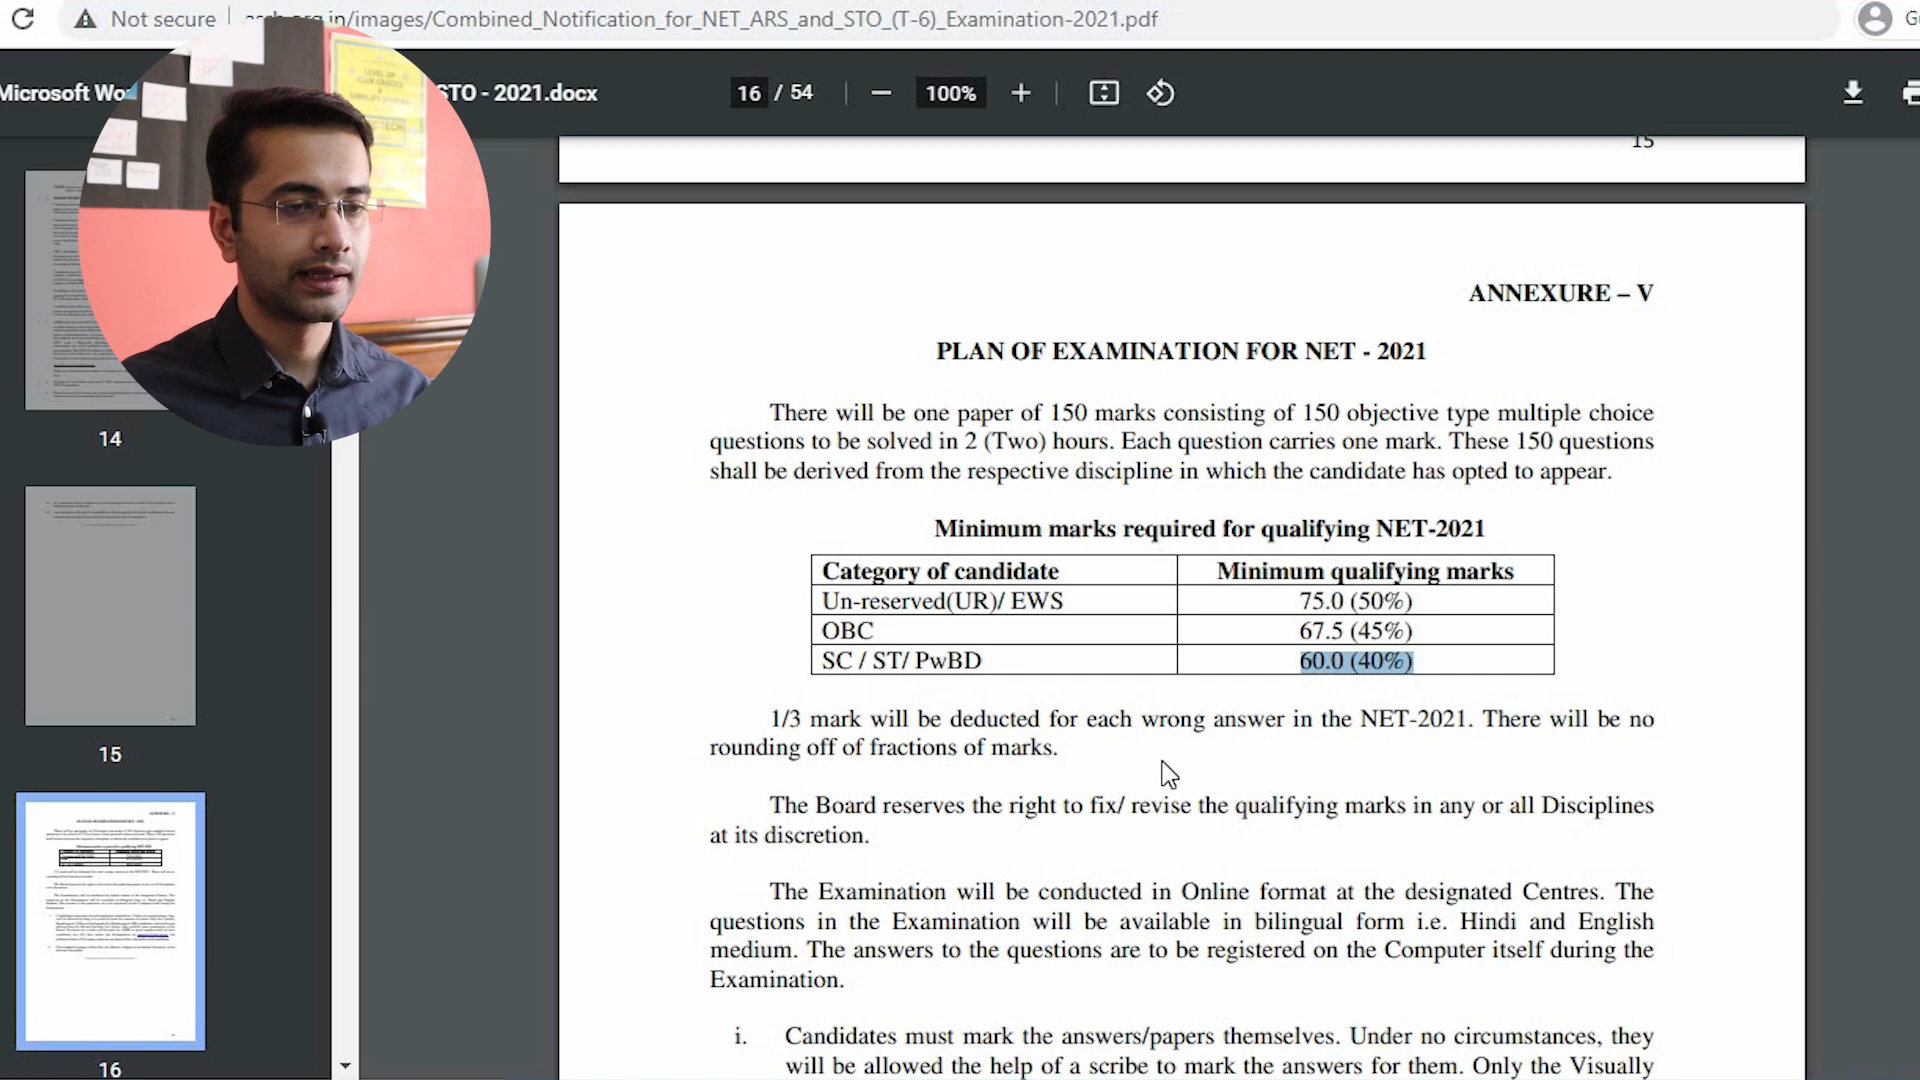 Not secure
in/images/Combined_Notification_for_NET_ARS_and_STO_(T-6)_Examination-2021.pdf
Microsoft Wo
STO - 2021.docx
16 / 54
100%
LEVEL UP
YOUR GRADES
&
SIMPLIFY STUDIES
14
15
16
15
ANNEXURE – V
PLAN OF EXAMINATION FOR NET - 2021
There will be one paper of 150 marks consisting of 150 objective type multiple choice
questions to be solved in 2 (Two) hours. Each question carries one mark. These 150 questions
shall be derived from the respective discipline in which the candidate has opted to appear.
Minimum marks required for qualifying NET-2021
Category of candidate Minimum qualifying marks
Un-reserved(UR)/ EWS 75.0 (50%)
OBC 67.5 (45%)
SC / ST/ PwBD 60.0 (40%)
1/3 mark will be deducted for each wrong answer in the NET-2021. There will be no
rounding off of fractions of marks.
The Board reserves the right to fix/ revise the qualifying marks in any or all Disciplines
at its discretion.
The Examination will be conducted in Online format at the designated Centres. The
questions in the Examination will be available in bilingual form i.e. Hindi and English
medium. The answers to the questions are to be registered on the Computer itself during the
Examination.
i. Candidates must mark the answers/papers themselves. Under no circumstances, they
will be allowed the help of a scribe to mark the answers for them. Only the Visually